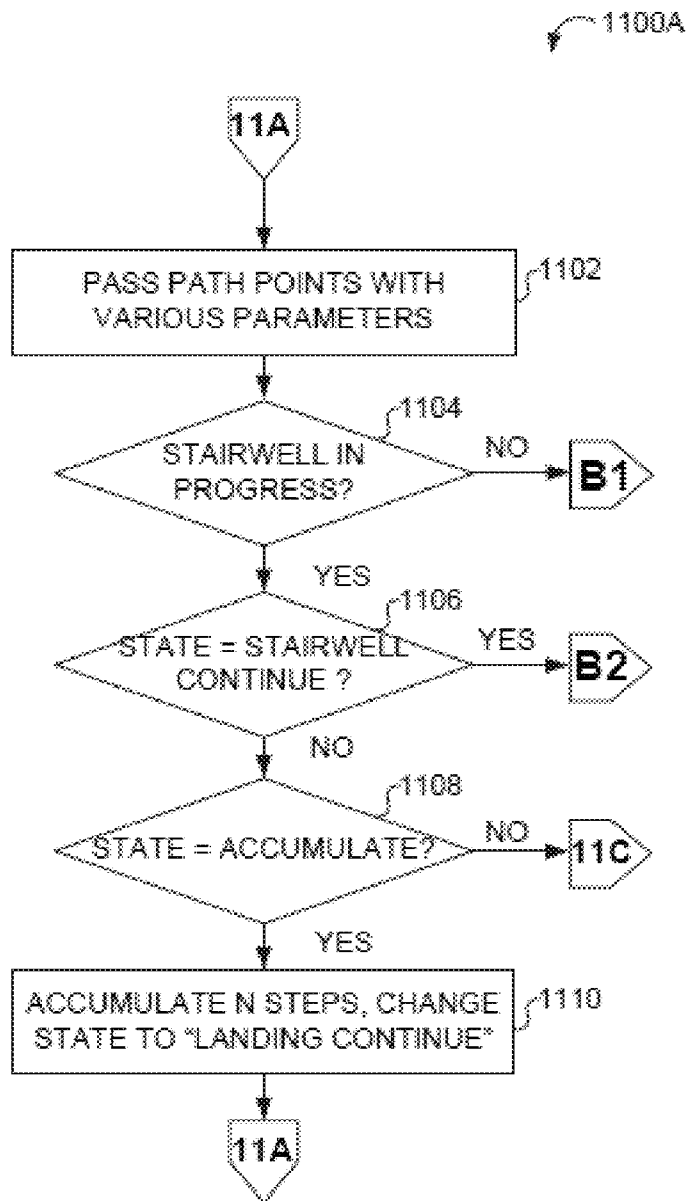 1100A
11A
PASS PATH POINTS WITH
VARIOUS PARAMETERS
1102
1104
STAIRWELL IN
PROGRESS?
NO
B1
YES
1106
STATE = STAIRWELL
CONTINUE ?
YES
B2
NO
1108
STATE = ACCUMULATE?
NO
11C
YES
ACCUMULATE N STEPS, CHANGE
STATE TO "LANDING CONTINUE"
1110
11A